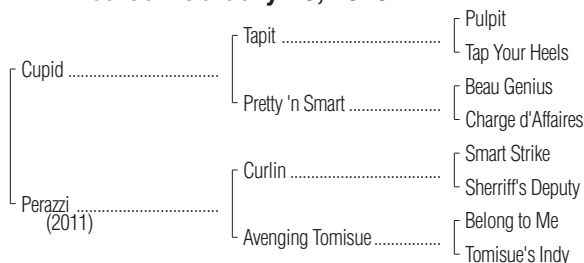 Pulpit
Tapit ..............................
Tap Your Heels
Cupid .......................................
Beau Genius
Pretty 'n Smart ......................
Charge d'Affaires
Smart Strike
Curlin ..............................
Sherriff's Deputy
Perazzi .....................................
(2011)
Belong to Me
Avenging Tomisue................
Tomisue's Indy